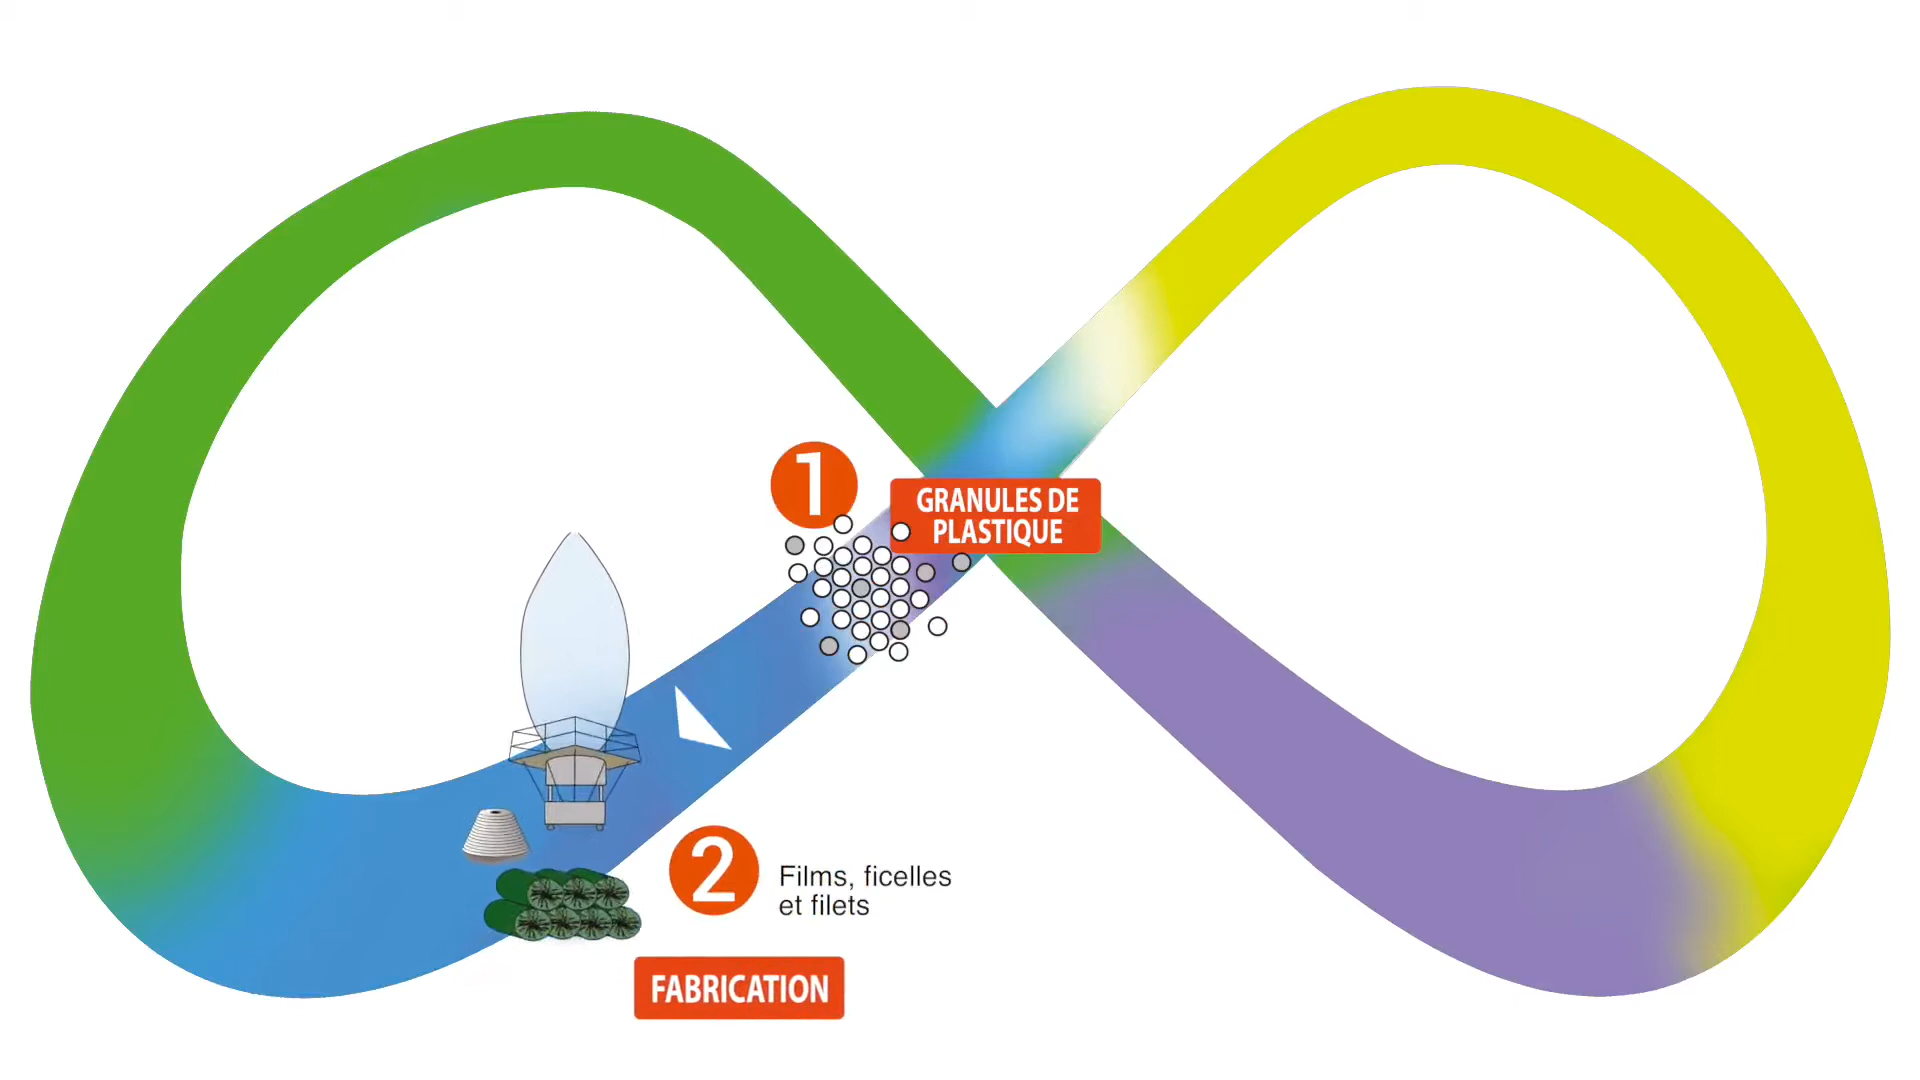 1
GRANULES DE
PLASTIQUE
2
Films, ficelles
et filets
FABRICATION